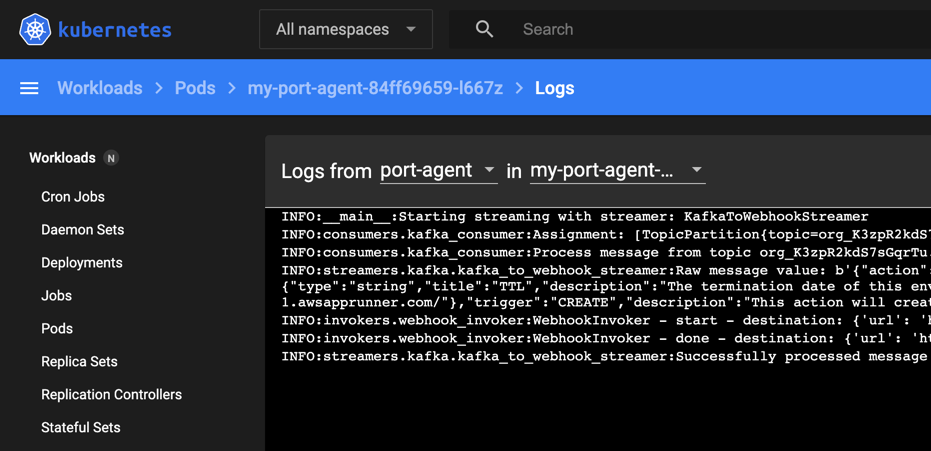 kubernetes
All namespaces
Search
Workloads > Pods > my-port-agent-84ff69659-l667z > Logs
Workloads N
Cron Jobs
Daemon Sets
Deployments
Jobs
Pods
Replica Sets
Replication Controllers
Stateful Sets
Logs from port-agent in my-port-agent-...
INFO:__main__:Starting streaming with streamer: KafkaToWebhookStreamer
INFO:consumers.kafka_consumer:Assignment: [TopicPartition{topic=org_K3zpR2kdS7
INFO:consumers.kafka_consumer:Process message from topic org_K3zpR2kdS7sGqrTu.
INFO:streamers.kafka.kafka_to_webhook_streamer:Raw message value: b'{"action":
{"type":"string","title":"TTL","description":"The termination date of this env
1.awsapprunner.com/"},"trigger":"CREATE","description":"This action will creat
INFO:invokers.webhook_invoker:WebhookInvoker - start - destination: {'url': 'h
INFO:invokers.webhook_invoker:WebhookInvoker - done - destination: {'url': 'ht
INFO:streamers.kafka.kafka_to_webhook_streamer:Successfully processed message